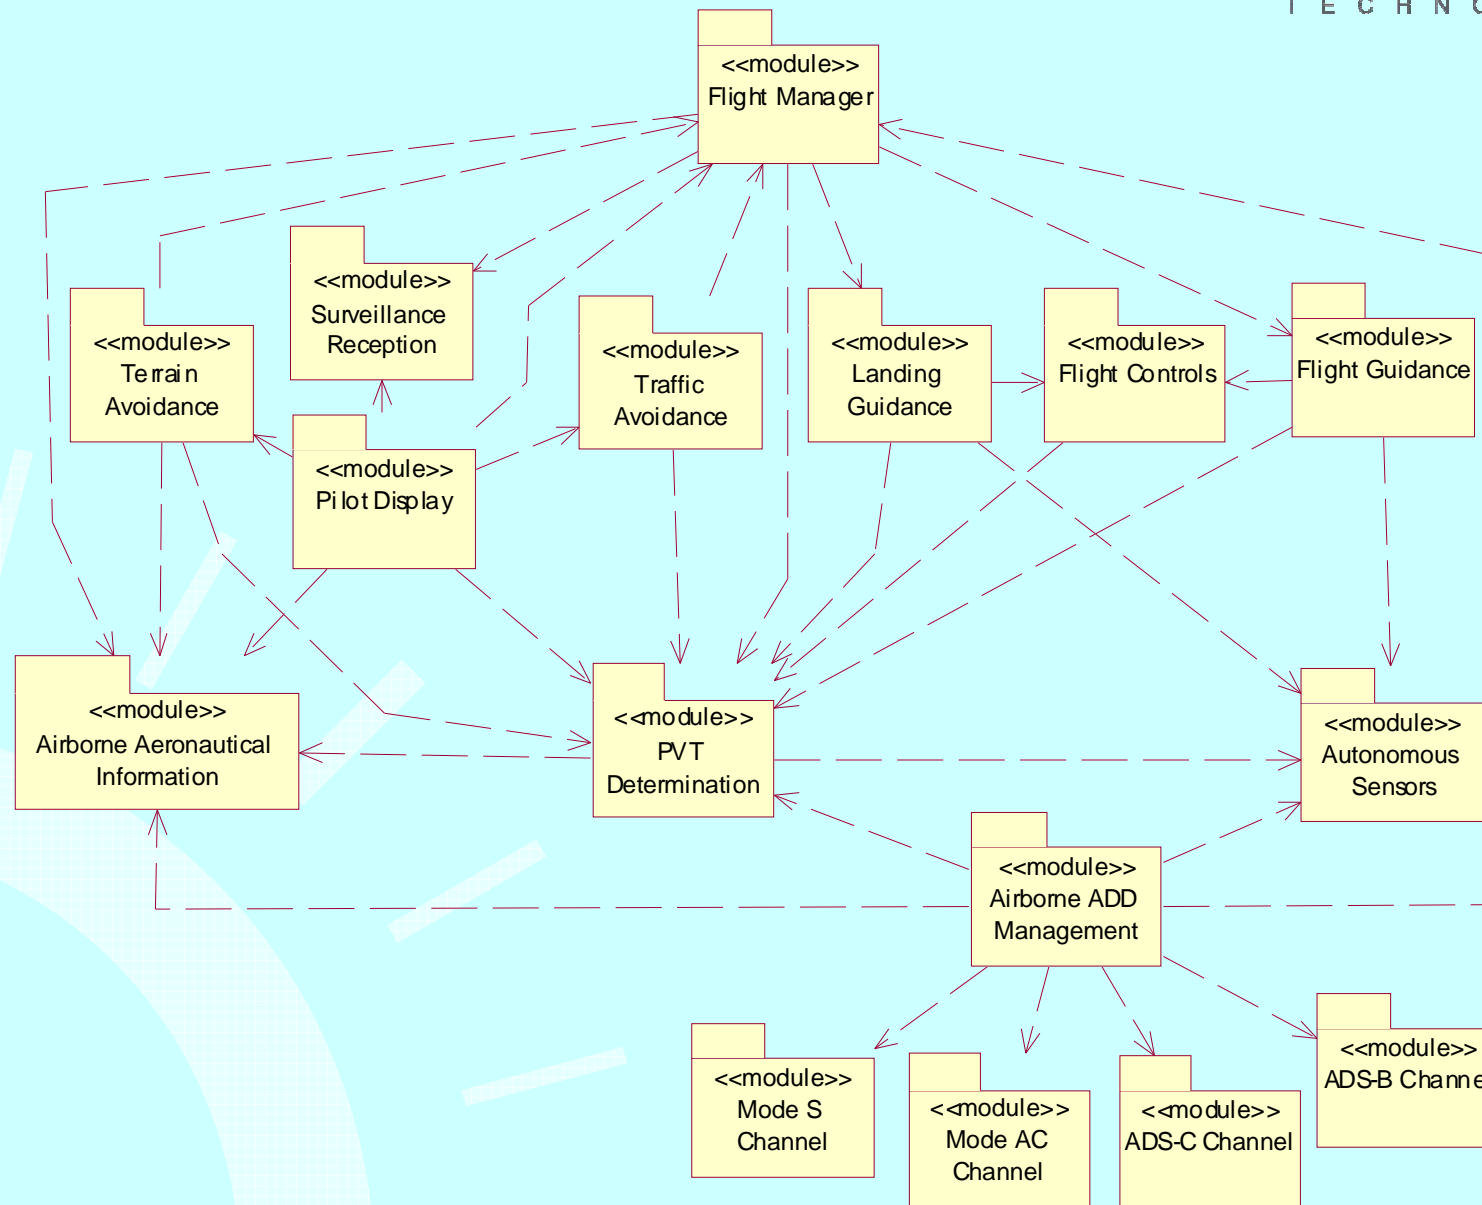 T E C H N O
<<module>>
Flight Manager
<<module>>
Surveillance
Reception
<<module>>
Terrain
Avoidance
<<module>>
Traffic
Avoidance
<<module>>
Landing
Guidance
<<module>>
Flight Controls
<<module>>
Flight Guidance
<<module>>
Pilot Display
<<module>>
Airborne Aeronautical
Information
<<module>>
PVT
Determination
<<module>>
Autonomous
Sensors
<<module>>
Airborne ADD
Management
<<module>>
Mode S
Channel
<<module>>
Mode AC
Channel
<<module>>
ADS-C Channel
<<module>>
ADS-B Channe